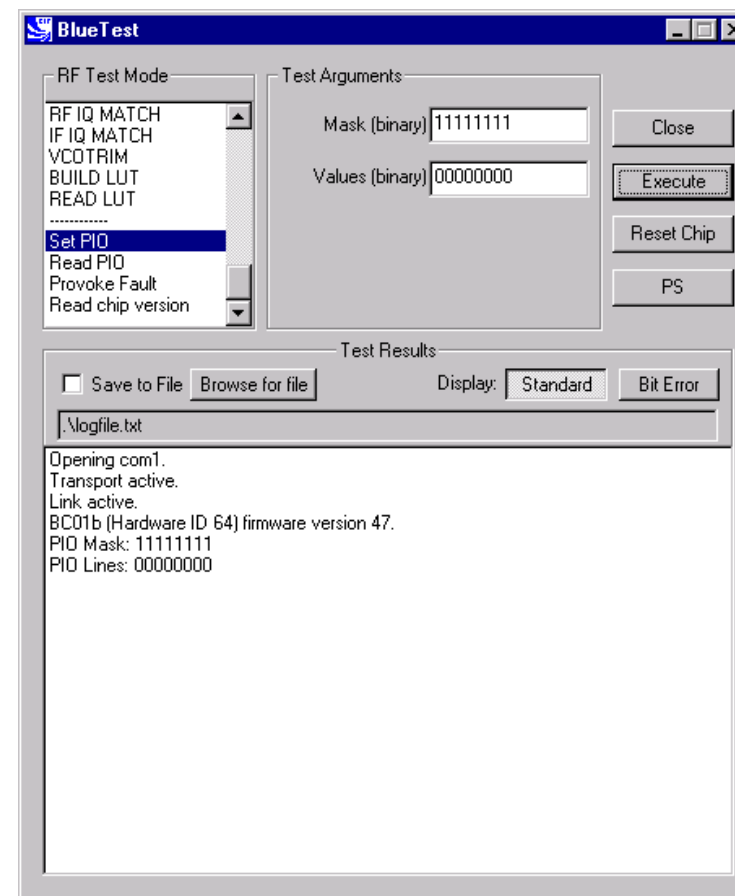 BlueTest
RF Test Mode
RF IQ MATCH
IF IQ MATCH
VCOTRIM
BUILD LUT
READ LUT
------------
Set PIO
Read PIO
Provoke Fault
Read chip version
Test Arguments
Mask (binary) 11111111
Values (binary) 00000000
Close
Execute
Reset Chip
PS
Test Results
Save to File Browse for file Display: Standard Bit Error
.\logfile.txt
Opening com1.
Transport active.
Link active.
BC01b (Hardware ID 64) firmware version 47.
PIO Mask: 11111111
PIO Lines: 00000000